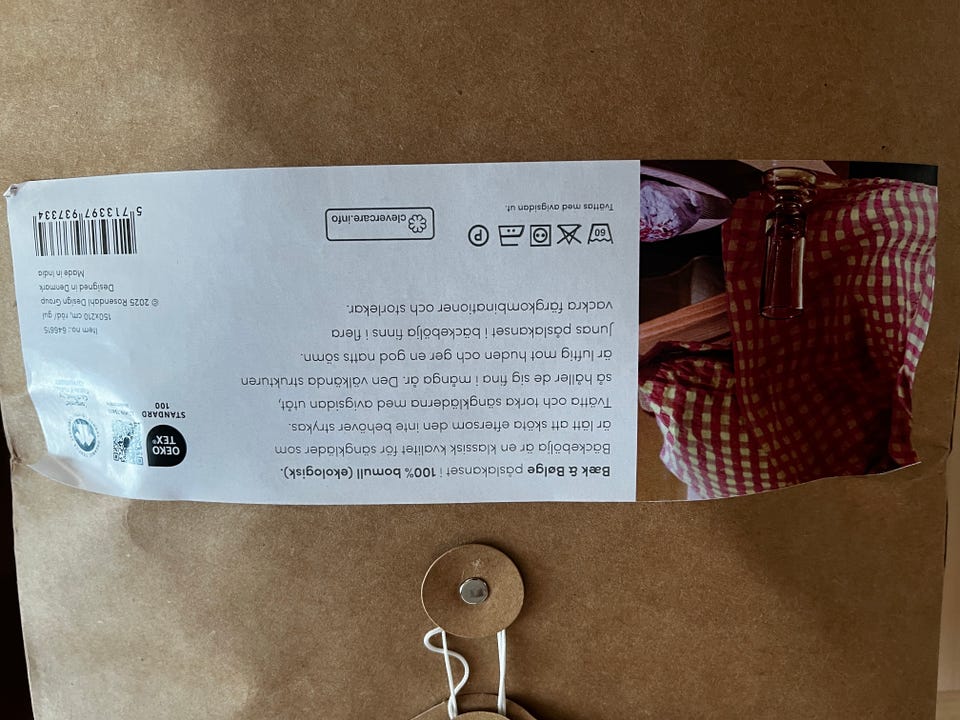 Bæk & Bølge påslakanset i 100% bomull (ekologisk).
Bäckebölja är en klassisk kvalitet för sängkläder som
är lätt att sköta eftersom den inte behöver strykas.
Tvätta och torka sängkläderna med avigsidan utåt,
så håller de sig fina i många år. Den välkända strukturen
är luftig mot huden och ger en god natts sömn.
Junas påslakanset i bäckebölja finns i flera
vackra färgkombinationer och storlekar.
60
P
Tvättas med avigsidan ut.
clevercare.info
OEKO
TEX®
STANDARD
100
Item no.: 646615
150x210 cm, röd/ gul
© 2025 Rosendahl Design Group
Designed in Denmark
Made in India
5 713397 937334